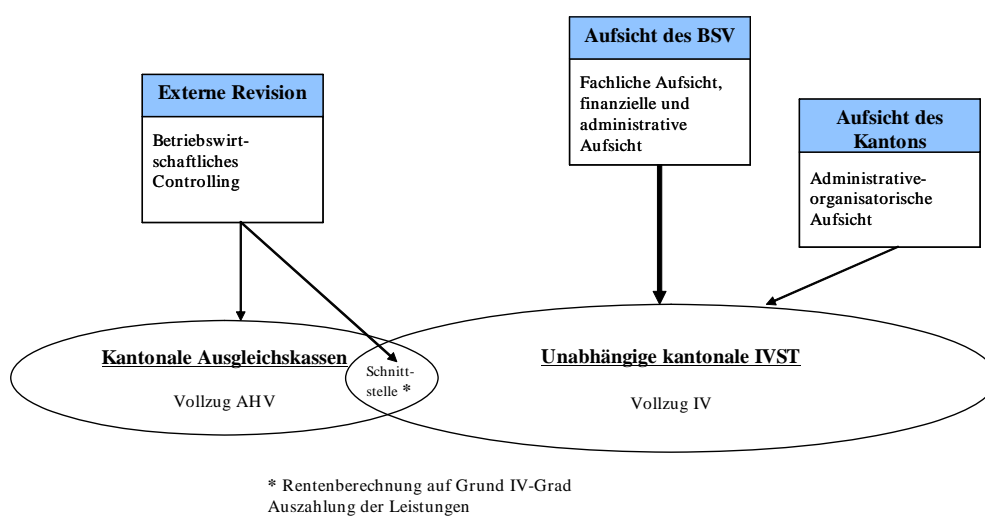 Externe Revision
Betriebswirt-
schaftliches
Controlling
Aufsicht des BSV
Fachliche Aufsicht,
finanzielle und
administrative
Aufsicht
Aufsicht des
Kantons
Administrative-
organisatorische
Aufsicht
Kantonale Ausgleichskassen
Vollzug AHV
Schnitt-
stelle *
Unabhängige kantonale IVST
Vollzug IV
* Rentenberechnung auf Grund IV-Grad
Auszahlung der Leistungen